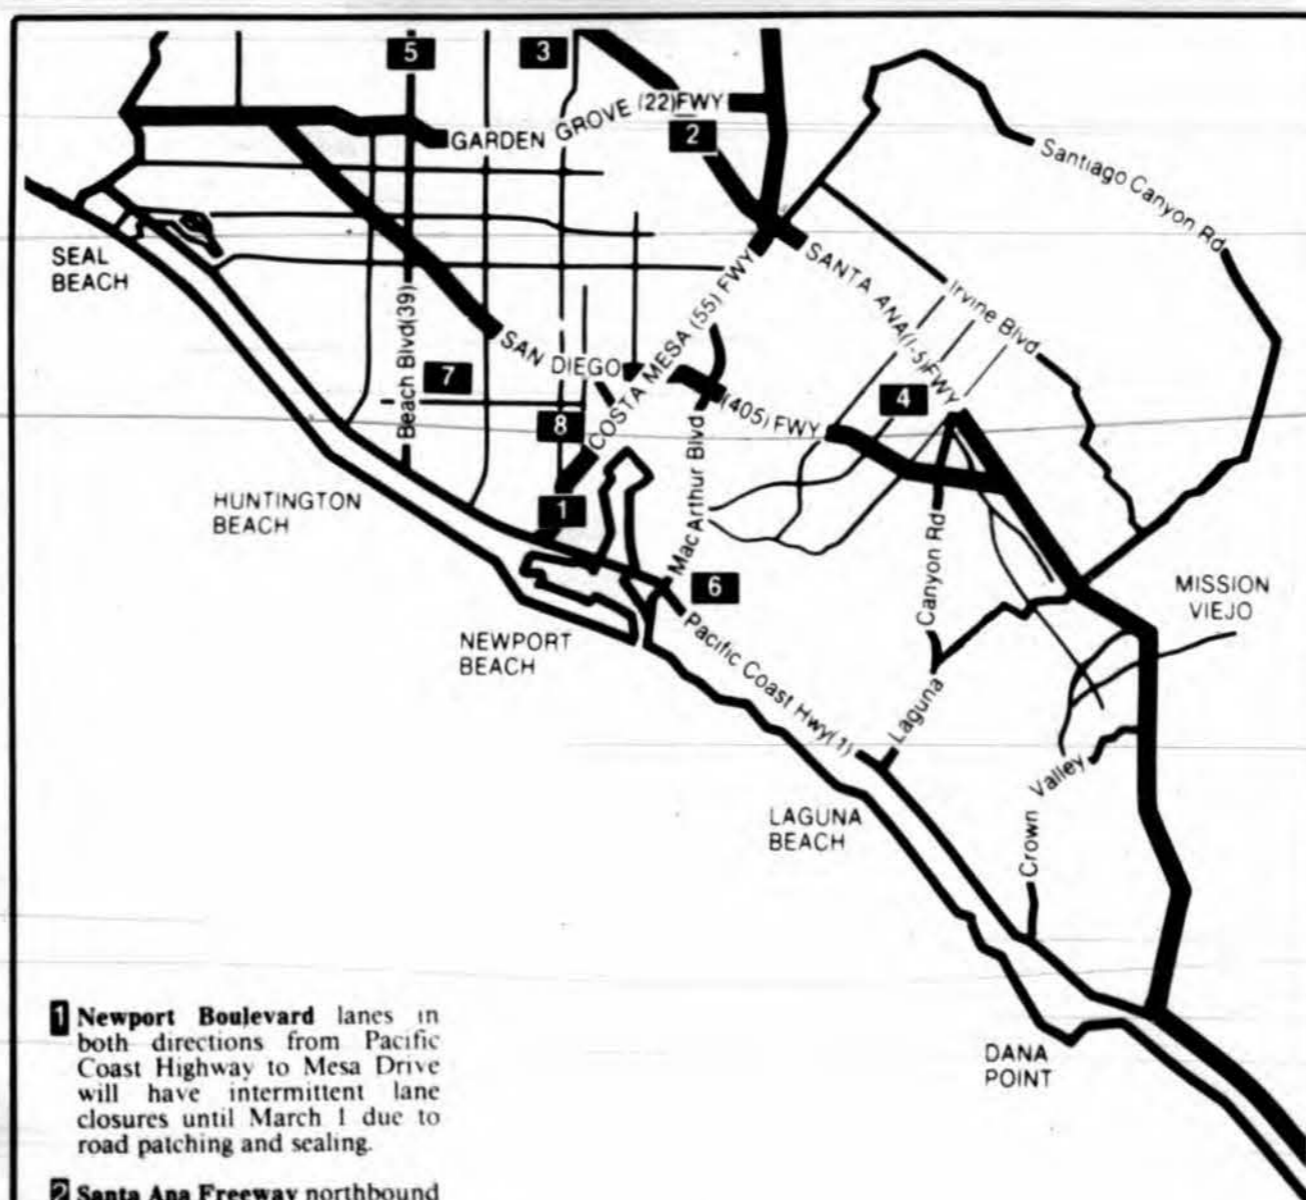 5
3
GARDEN GROVE (22)FWY
2
Santiago Canyon Rd
SEAL
BEACH
SANTA ANA(I-5)FWY
Irvine Blvd
Beach Blvd(39)
SAN DIEGO
COSTA MESA (55) FWY
7
(405) FWY
4
8
MacArthur Blvd
HUNTINGTON
BEACH
1
Laguna Canyon Rd
6
MISSION
VIEJO
NEWPORT
BEACH
Pacific Coast Hwy(1)
Crown Valley
LAGUNA
BEACH
DANA
POINT
1 Newport Boulevard lanes in
both directions from Pacific
Coast Highway to Mesa Drive
will have intermittent lane
closures until March 1 due to
road patching and sealing.
2 Santa Ana Freeway northbound